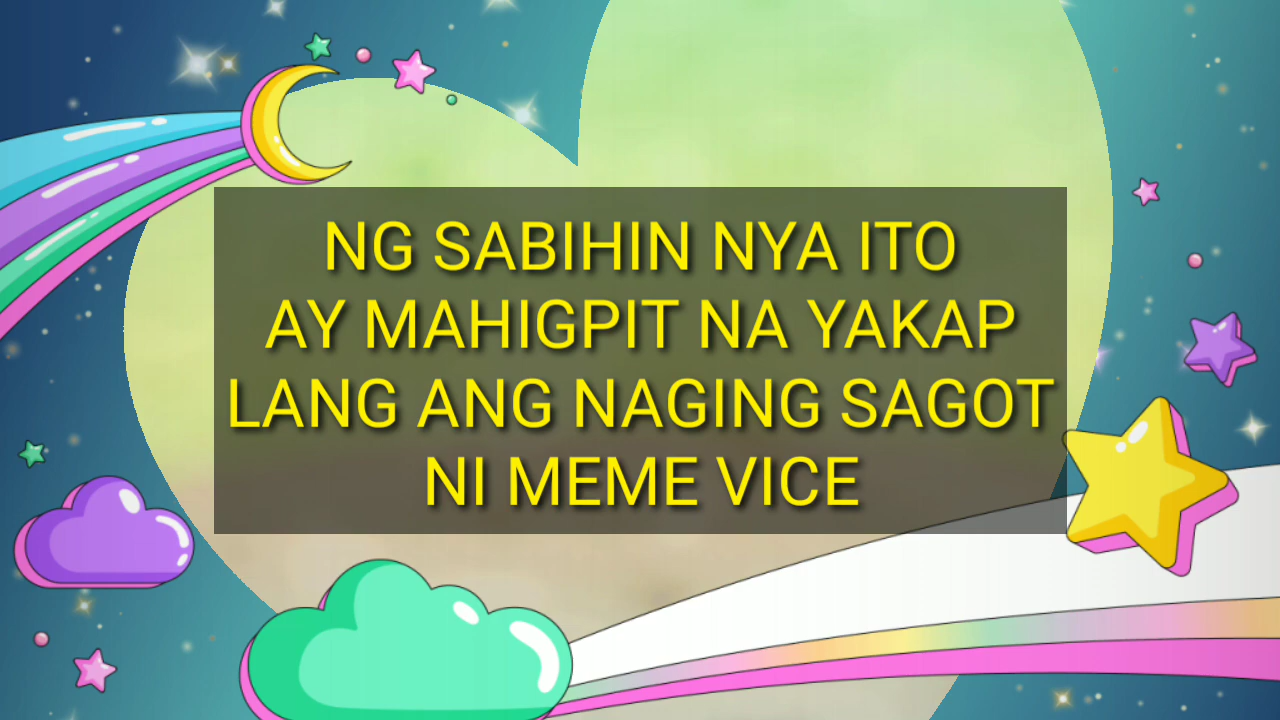 NG SABIHIN NYA ITO
AY MAHIGPIT NA YAKAP
LANG ANG NAGING SAGOT
NI MEME VICE